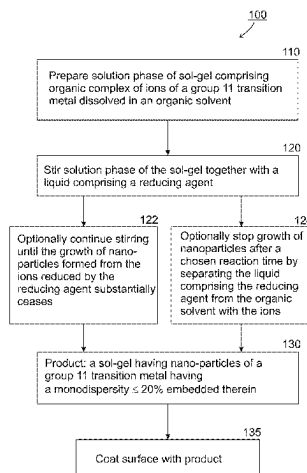 100
110
Prepare solution phase of sol-gel comprising
organic complex of ions of a group 11 transition
metal dissolved in an organic solvent
120
Stir solution phase of the sol-gel together with a
liquid comprising a reducing agent
122
Optionally continue stirring
until the growth of nano-
particles formed from the
ions reduced by the
reducing agent substantially
ceases
12
Optionally stop growth of
nanoparticles after a
chosen reaction time by
separating the liquid
comprising the reducing
agent from the organic
solvent with the ions
130
Product: a sol-gel having nano-particles of a
group 11 transition metal having
a monodispersity ≤ 20% embedded therein
135
Coat surface with product